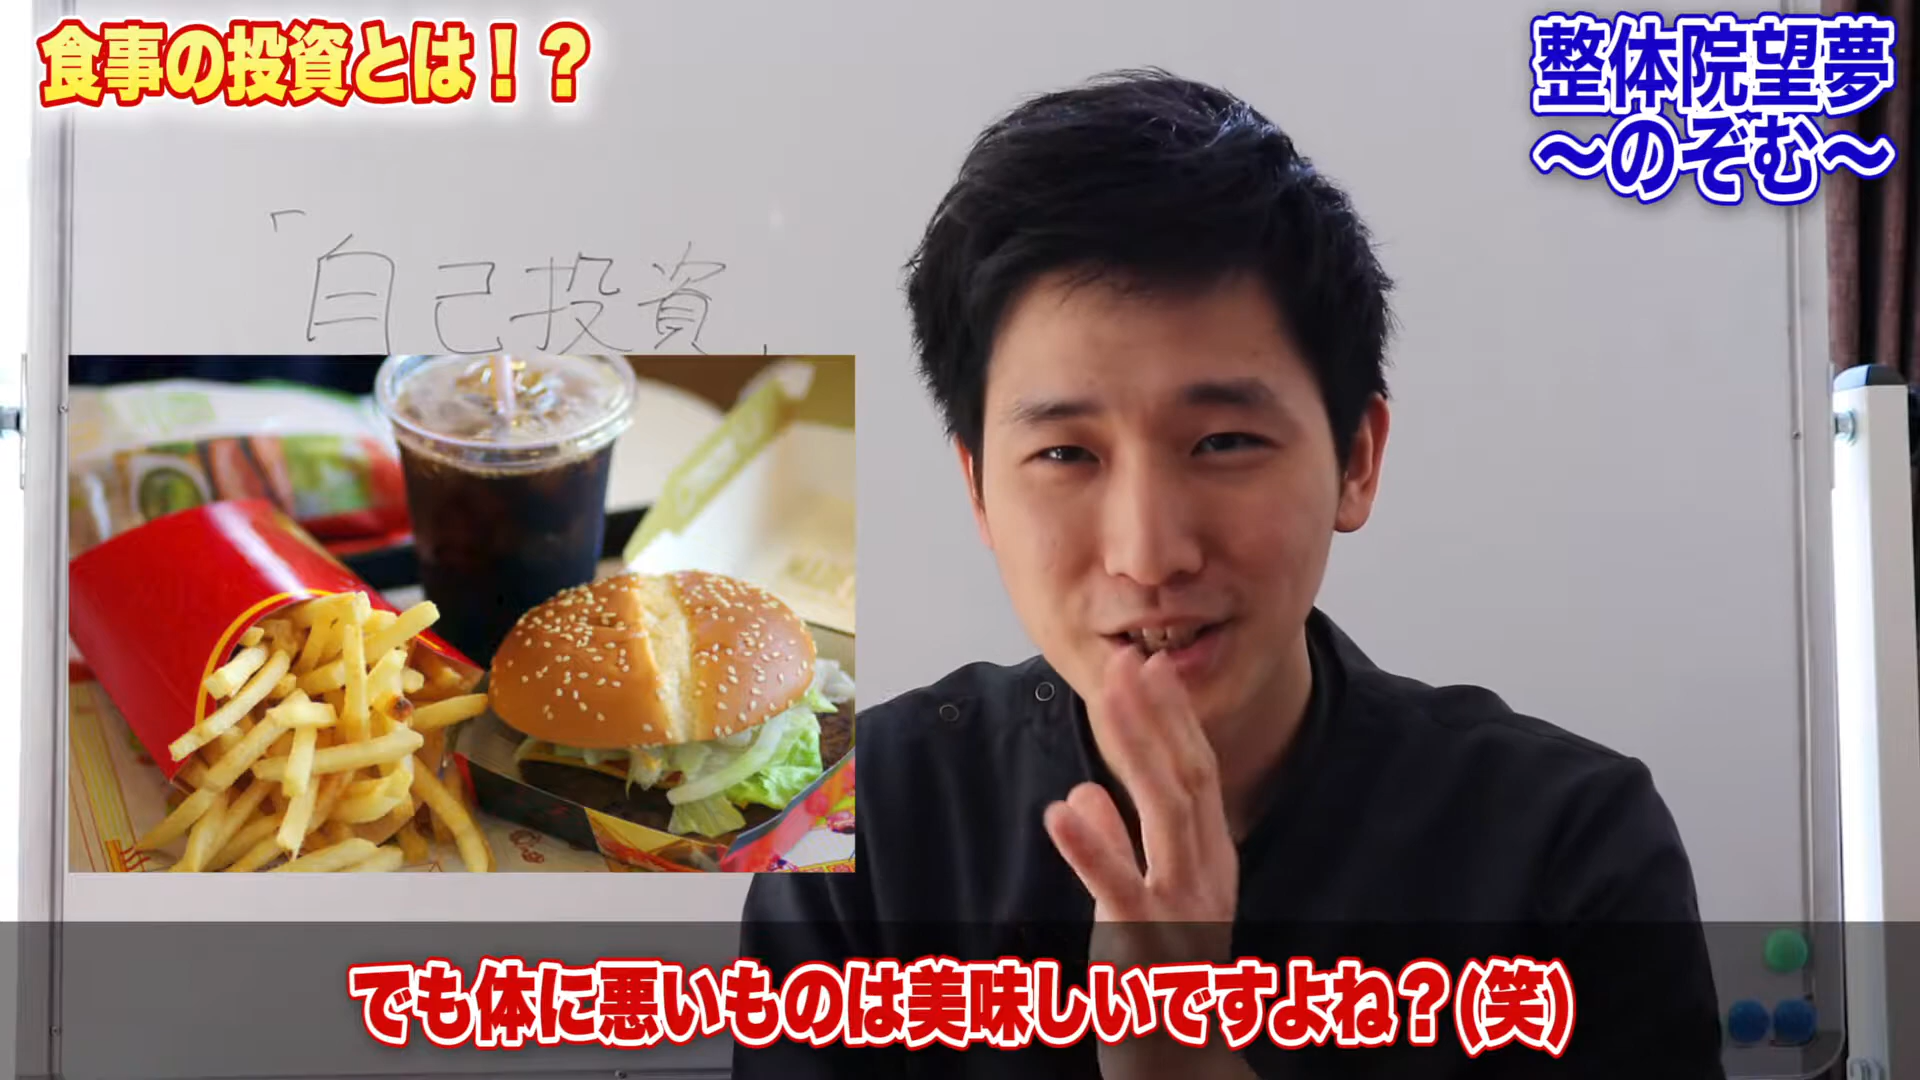 食事の投資とは！？
整体院望夢
～のぞむ～
「自己投資」
でも体に悪いものは美味しいですよね？(笑)